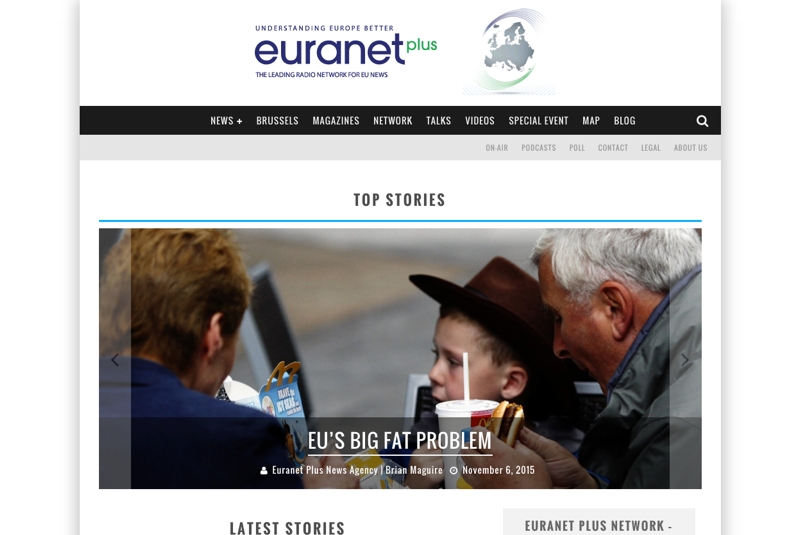 UNDERSTANDING EUROPE BETTER
euranet plus
THE LEADING RADIO NETWORK FOR EU NEWS
NEWS + BRUSSELS MAGAZINES NETWORK TALKS VIDEOS SPECIAL EVENT MAP BLOG
ON-AIR PODCASTS POLL CONTACT LEGAL ABOUT US
TOP STORIES
EU'S BIG FAT PROBLEM
Euranet Plus News Agency | Brian Maguire November 6, 2015
LATEST STORIES
EURANET PLUS NETWORK -